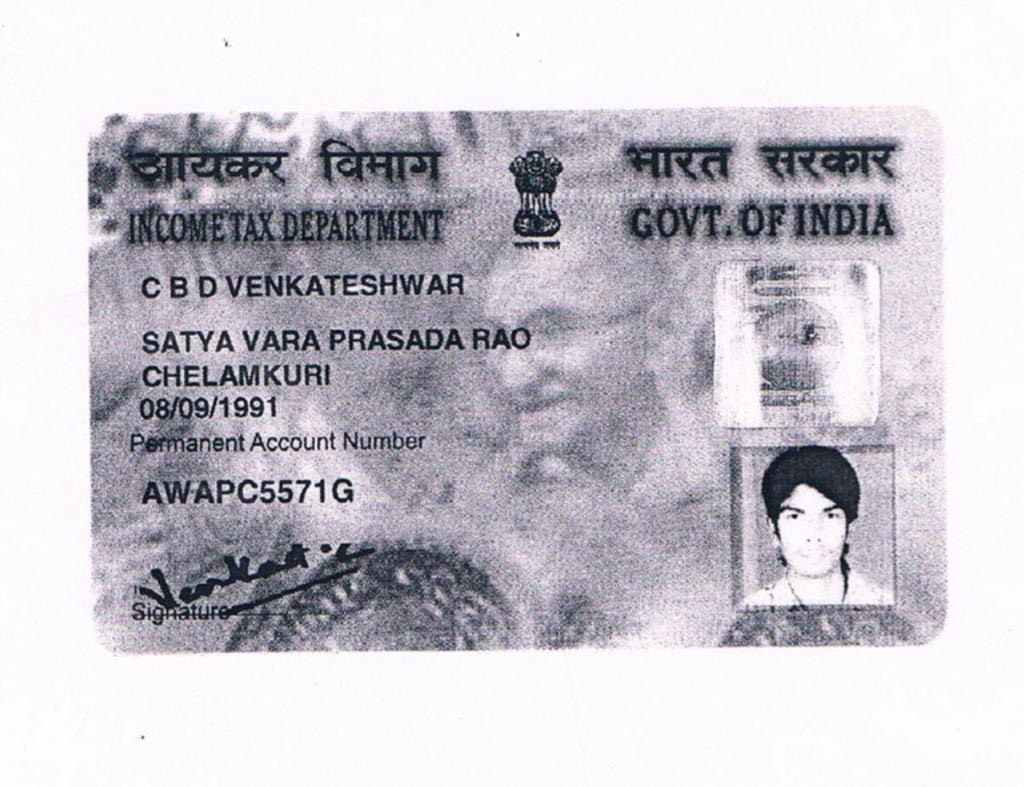 आयकर विभाग
भारत सरकार
INCOME TAX DEPARTMENT
GOVT. OF INDIA
C B D VENKATESHWAR
SATYA VARA PRASADA RAO
CHELAMKURI
08/09/1991
Permanent Account Number
AWAPC5571G
Venkat
Signature